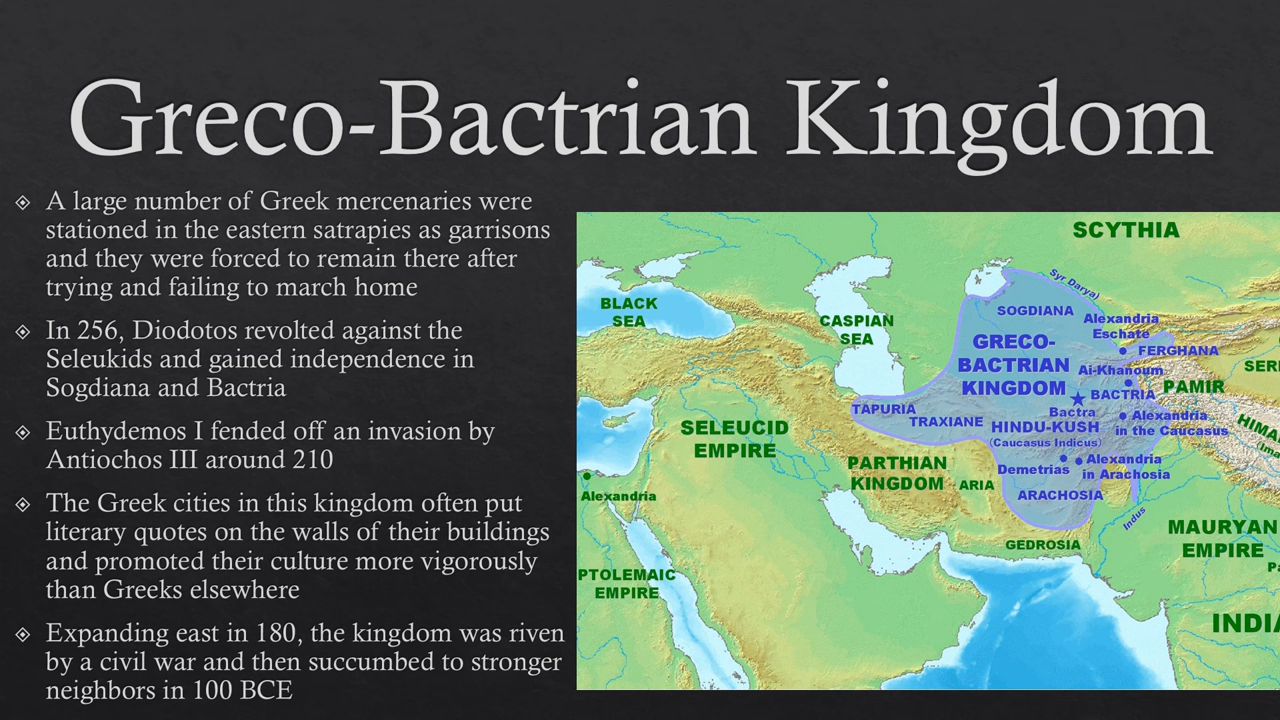 Greco-Bactrian Kingdom
A large number of Greek mercenaries were
stationed in the eastern satrapies as garrisons
and they were forced to remain there after
trying and failing to march home
In 256, Diodotos revolted against the
Seleukids and gained independence in
Sogdiana and Bactria
Euthydemos I fended off an invasion by
Antiochos III around 210
The Greek cities in this kingdom often put
literary quotes on the walls of their buildings
and promoted their culture more vigorously
than Greeks elsewhere
Expanding east in 180, the kingdom was riven
by a civil war and then succumbed to stronger
neighbors in 100 BCE
SCYTHIA
BLACK
SEA
CASPIAN
SEA
Syr Darya)
SOGDIANA
Alexandria
Eschate
FERGHANA
GRECO-
BACTRIAN
KINGDOM
Ai-Khanoum
PAMIR
SERI
BACTRIA
Bactra
TAPURIA
TRAXIANE
HINDU-KUSH
(Caucasus Indicus)
Alexandria
in the Caucasus
HIMA
SELEUCID
EMPIRE
PARTHIAN
KINGDOM
ARIA
Demetrias
Alexandria
in Arachosia
ARACHOSIA
Alexandria
Indus
GEDROSIA
MAURYAN
EMPIRE
PTOLEMAIC
EMPIRE
INDIA